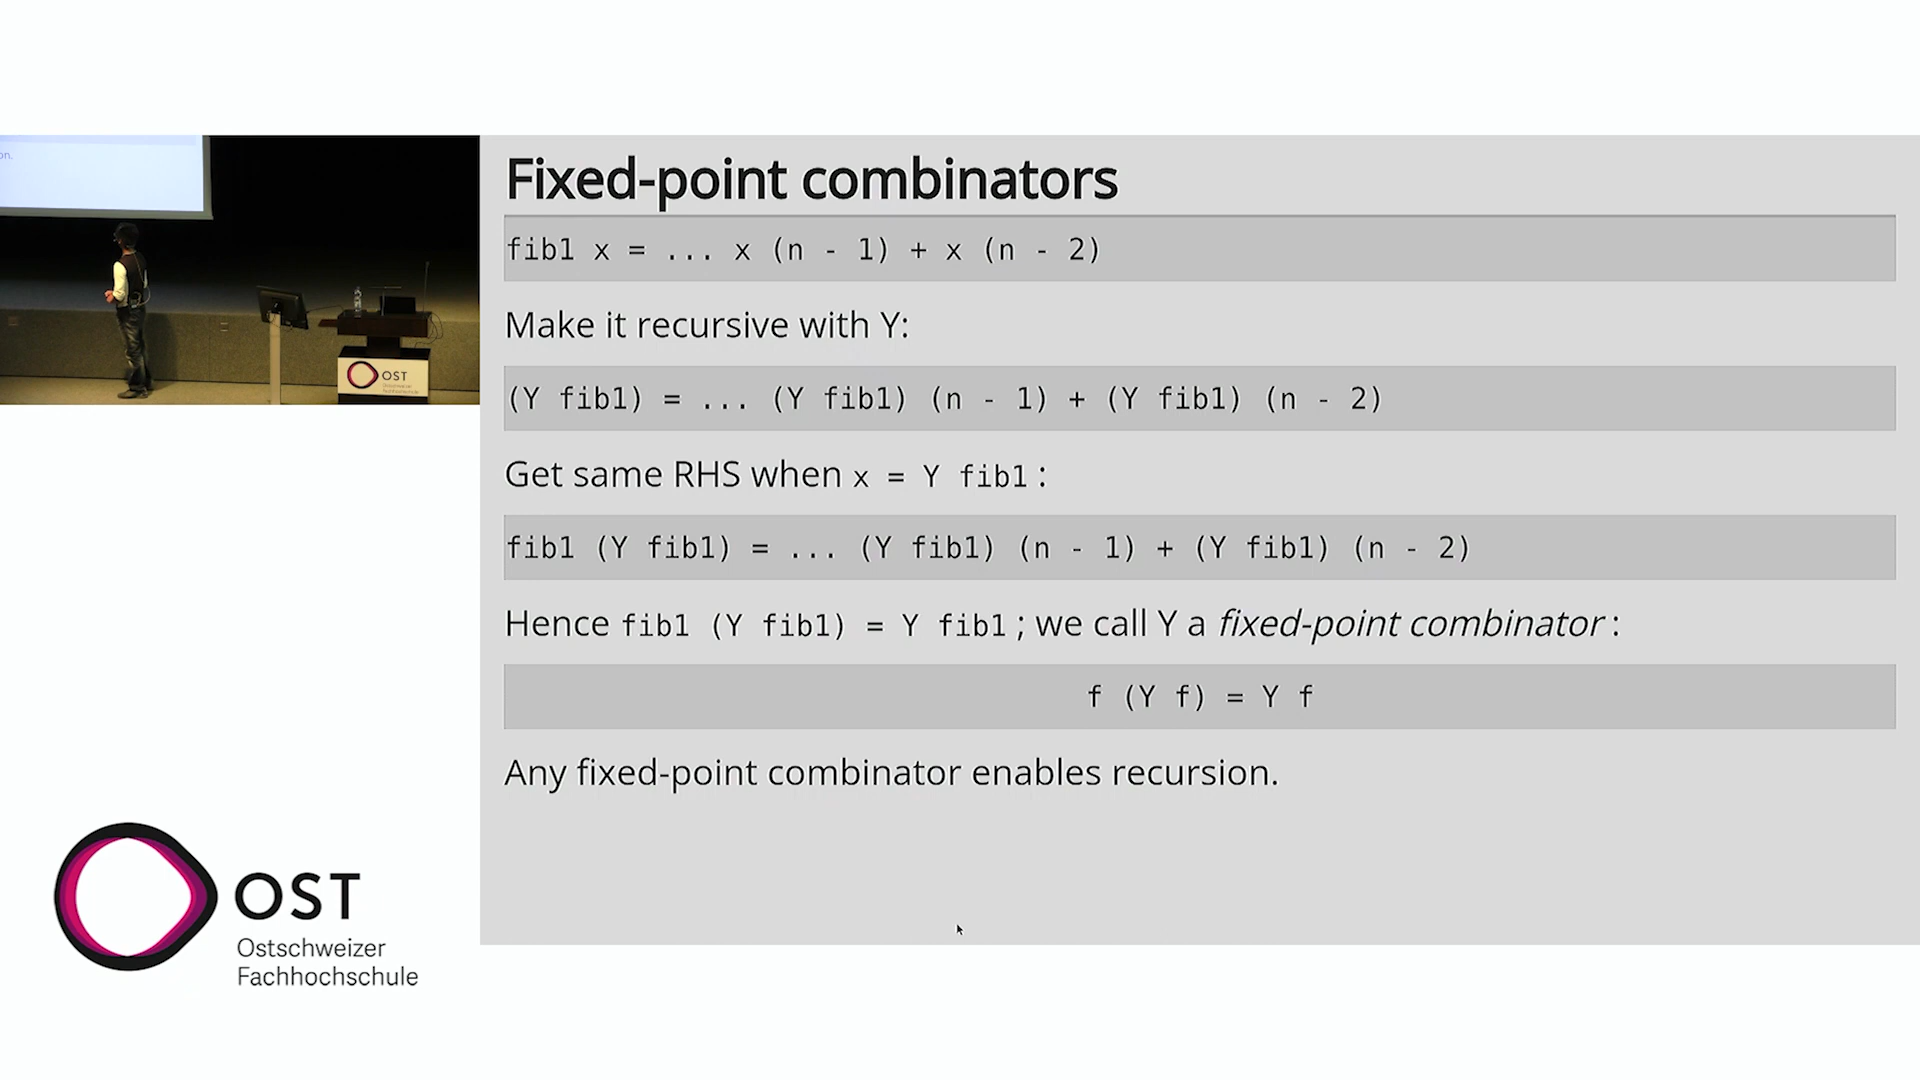 on.
OST
Fixed-point combinators
fib1 x = ... x (n - 1) + x (n - 2)
Make it recursive with Y:
(Y fib1) = ... (Y fib1) (n - 1) + (Y fib1) (n - 2)
Get same RHS when x = Y fib1:
fib1 (Y fib1) = ... (Y fib1) (n - 1) + (Y fib1) (n - 2)
Hence fib1 (Y fib1) = Y fib1; we call Y a fixed-point combinator:
f (Y f) = Y f
Any fixed-point combinator enables recursion.
OST
Ostschweizer
Fachhochschule